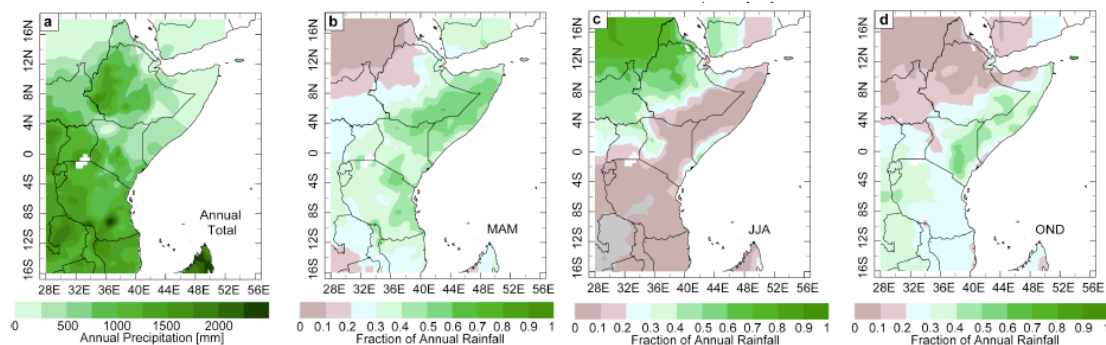 a
16N
12N
8N
4N
0
4S
8S
12S
16S
Annual
Total
28E 32E 36E 40E 44E 48E 52E 56E
0 500 1000 1500 2000
Annual Precipitation [mm]
b
16N
12N
8N
4N
0
4S
8S
12S
16S
MAM
28E 32E 36E 40E 44E 48E 52E 56E
0 0.1 0.2 0.3 0.4 0.5 0.6 0.7 0.8 0.9 1
Fraction of Annual Rainfall
c
16N
12N
8N
4N
0
4S
8S
12S
16S
JJA
28E 32E 36E 40E 44E 48E 52E 56E
0 0.1 0.2 0.3 0.4 0.5 0.6 0.7 0.8 0.9 1
Fraction of Annual Rainfall
d
16N
12N
8N
4N
0
4S
8S
12S
16S
OND
28E 32E 36E 40E 44E 48E 52E 56E
0 0.1 0.2 0.3 0.4 0.5 0.6 0.7 0.8 0.9 1
Fraction of Annual Rainfall